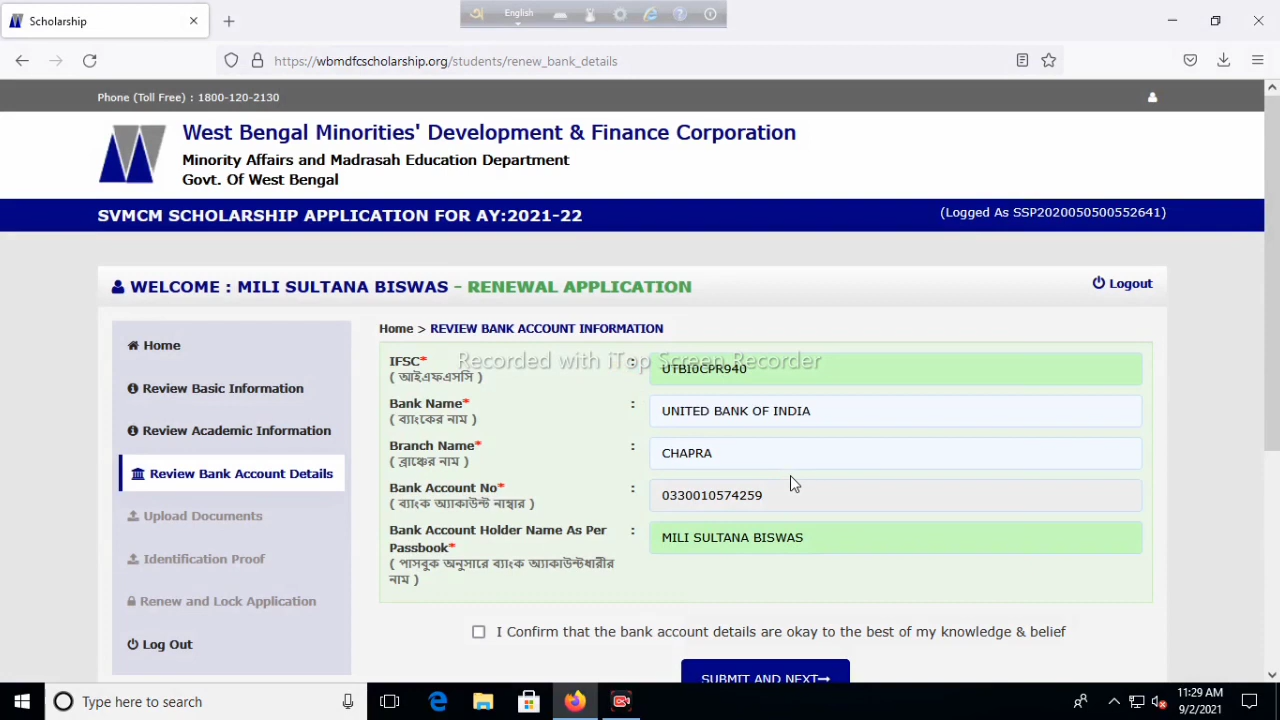 Scholarship
English
https://wbmdfcscholarship.org/students/renew_bank_details
Phone (Toll Free) : 1800-120-2130
West Bengal Minorities' Development & Finance Corporation
Minority Affairs and Madrasah Education Department
Govt. Of West Bengal
SVMCM SCHOLARSHIP APPLICATION FOR AY:2021-22
(Logged As SSP2020050500552641)
WELCOME : MILI SULTANA BISWAS - RENEWAL APPLICATION
Logout
Home
Review Basic Information
Review Academic Information
Review Bank Account Details
Upload Documents
Identification Proof
Renew and Lock Application
Log Out
Home > REVIEW BANK ACCOUNT INFORMATION
Recorded with iTop Screen Recorder
IFSC* : UTBI0CPR940
( আইএফএসসি )
Bank Name* : UNITED BANK OF INDIA
( ব্যাংকের নাম )
Branch Name* : CHAPRA
( ব্রাঞ্চের নাম )
Bank Account No* : 0330010574259
( ব্যাংক অ্যাকাউন্ট নাম্বার )
Bank Account Holder Name As Per : MILI SULTANA BISWAS
Passbook*
( পাসবুক অনুসারে ব্যাংক অ্যাকাউন্টধারীর
নাম )
I Confirm that the bank account details are okay to the best of my knowledge & belief
SUBMIT AND NEXT→
Type here to search
11:29 AM
9/2/2021